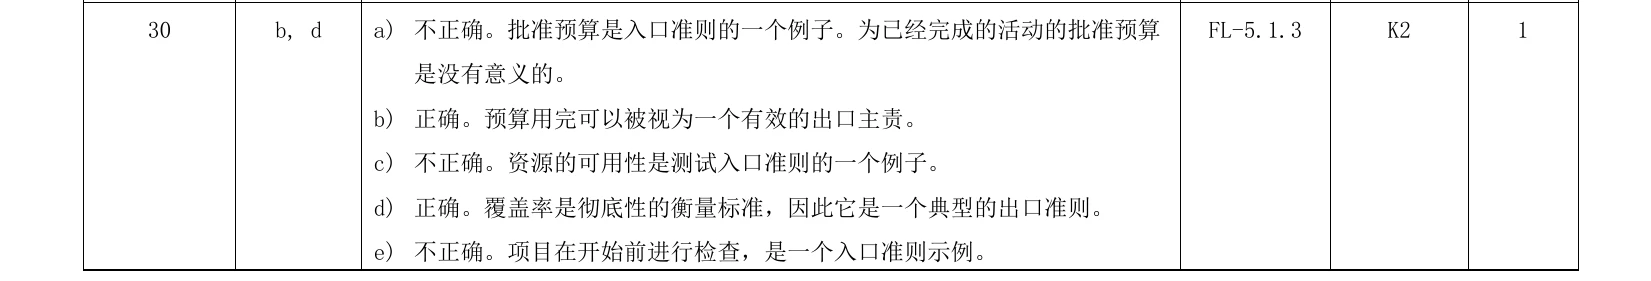 30 b, d a) 不正确。批准预算是入口准则的一个例子。为已经完成的活动的批准预算 FL-5.1.3 K2 1
是没有意义的。
b) 正确。预算用完可以被视为一个有效的出口主责。
c) 不正确。资源的可用性是测试入口准则的一个例子。
d) 正确。覆盖率是彻底性的衡量标准，因此它是一个典型的出口准则。
e) 不正确。项目在开始前进行检查，是一个入口准则示例。